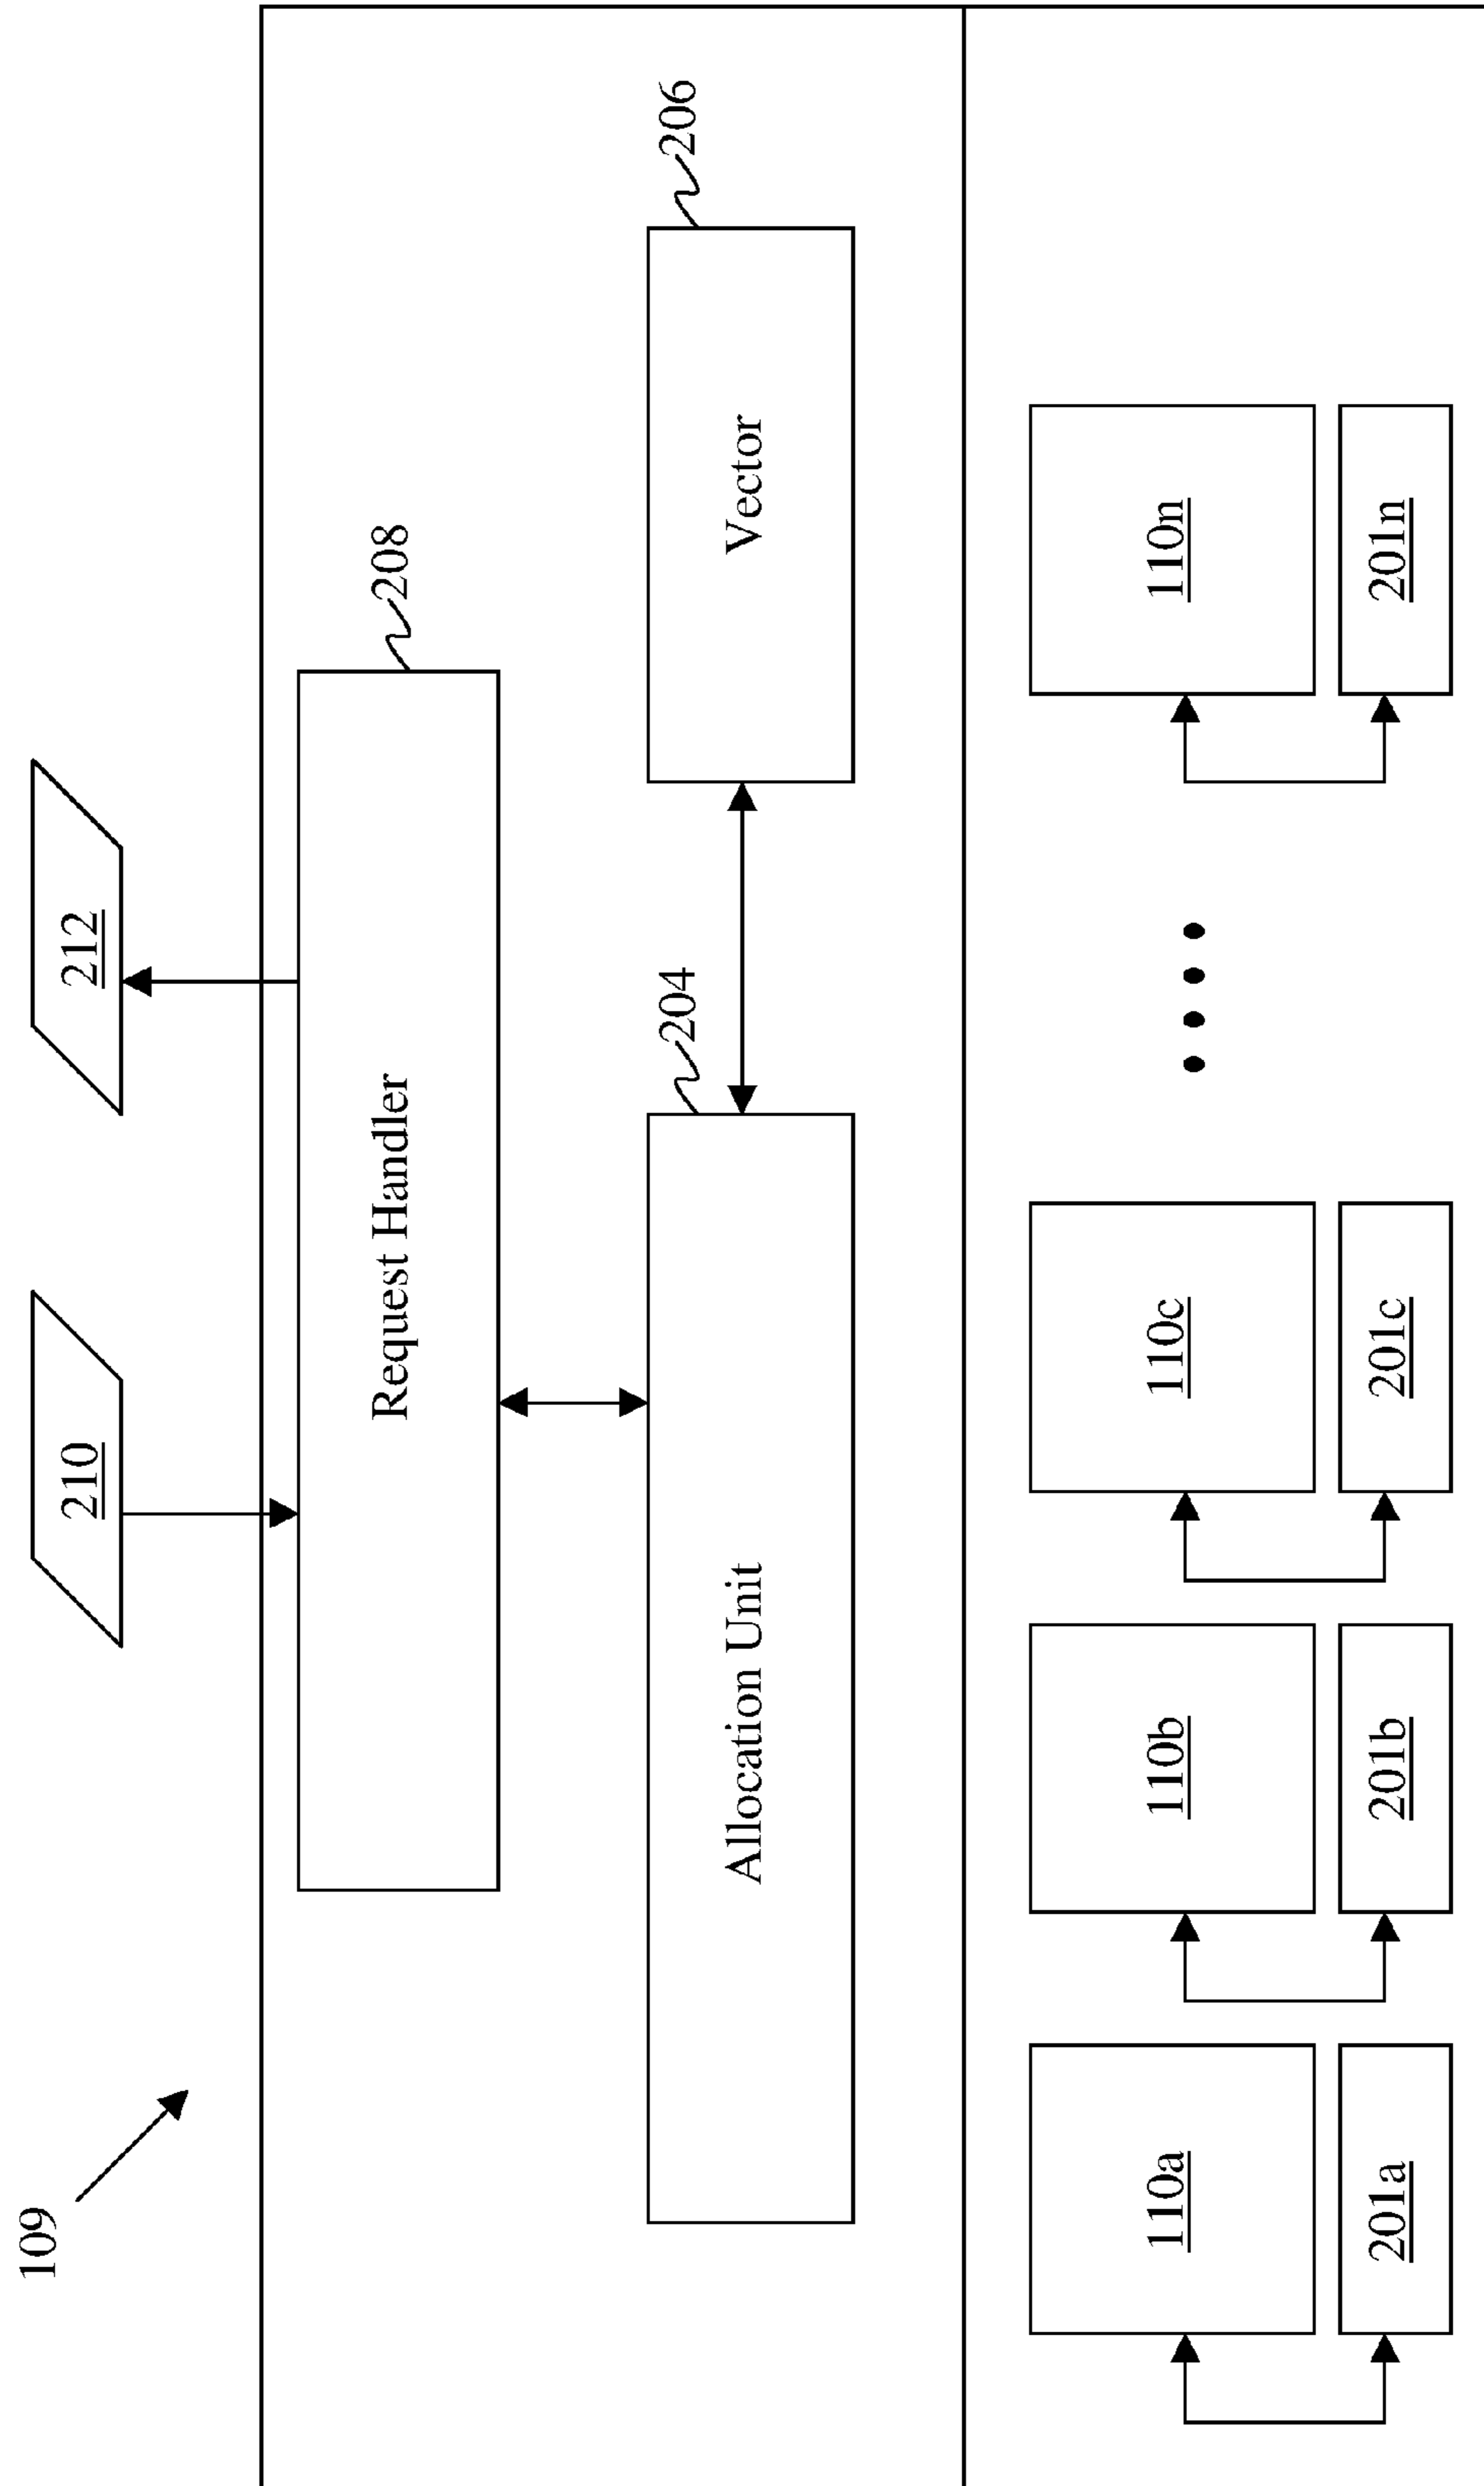 109
210
212
Request Handler
208
204
206
Allocation Unit
Vector
110a
110b
110c
110n
201a
201b
201c
201n